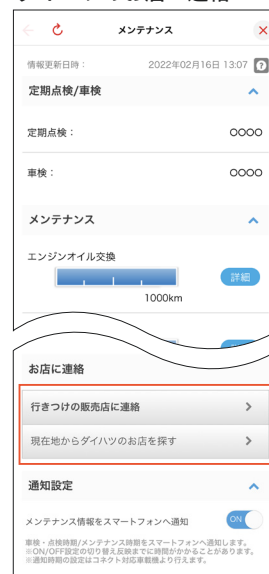 メンテナンス
情報更新日時： 2022年02月16日 13:07 ?
定期点検/車検
定期点検： ○○○○
車検： ○○○○
メンテナンス
エンジンオイル交換
詳細
1000km
お店に連絡
行きつけの販売店に連絡
現在地からダイハツのお店を探す
通知設定
メンテナンス情報をスマートフォンへ通知 ON
車検・点検時期/メンテナンス時期をスマートフォンへ通知します。
※ON/OFF設定の切り替え反映までに時間がかかることがあります。
※通知時期の設定はコネクト対応車載機より行えます。